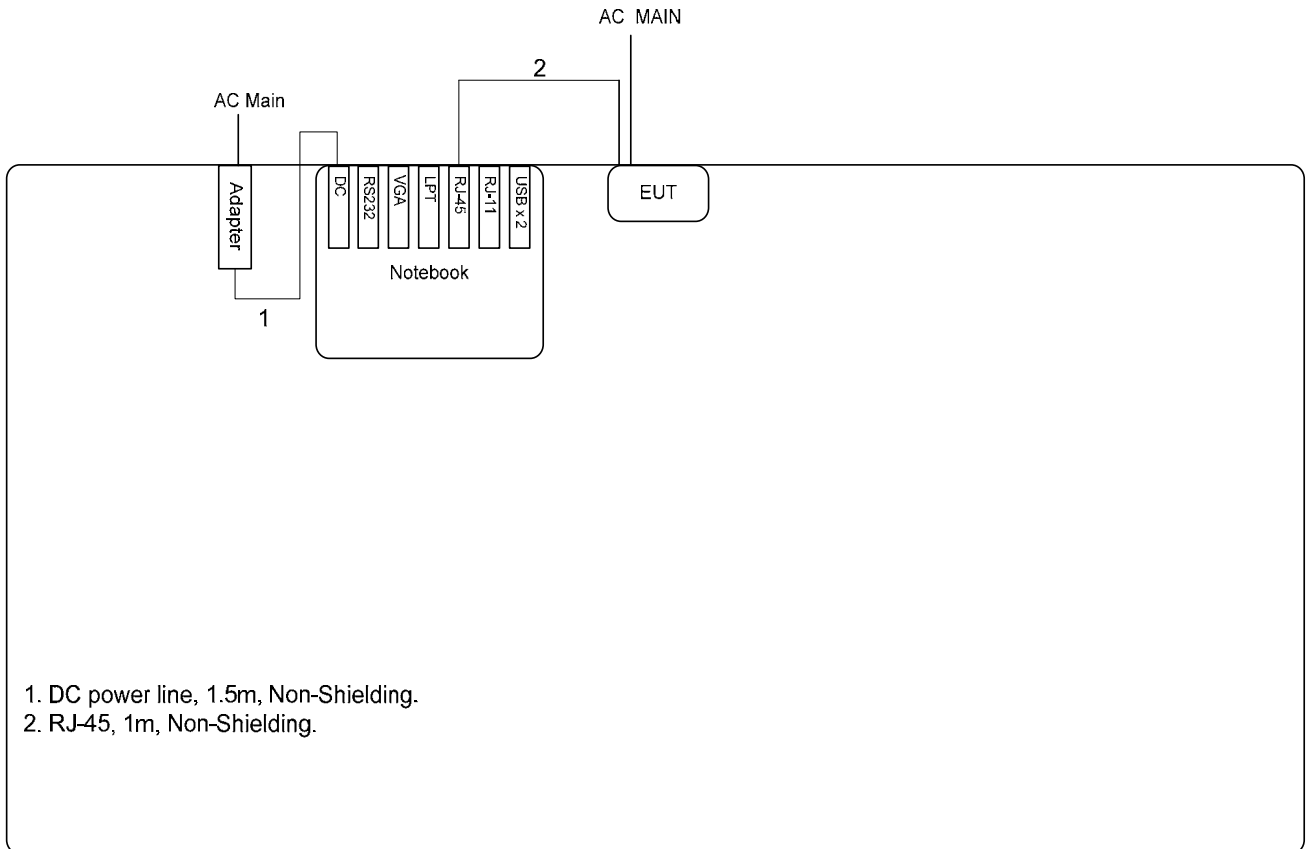 AC MAIN
2
AC Main
Adapter
DC
RS232
VGA
LPT
RJ-45
RJ-11
USB x 2
EUT
Notebook
1
1. DC power line, 1.5m, Non-Shielding.
2. RJ-45, 1m, Non-Shielding.